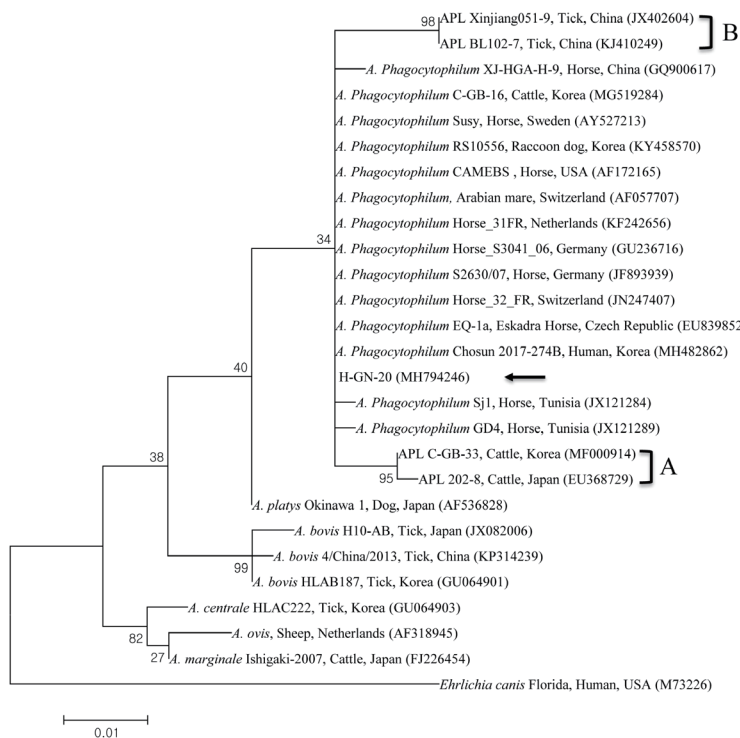 98
APL Xinjiang051-9, Tick, China (JX402604)
B
APL BL102-7, Tick, China (KJ410249)
A. Phagocytophilum XJ-HGA-H-9, Horse, China (GQ900617)
A. Phagocytophilum C-GB-16, Cattle, Korea (MG519284)
A. Phagocytophilum Susy, Horse, Sweden (AY527213)
A. Phagocytophilum RS10556, Raccoon dog, Korea (KY458570)
A. Phagocytophilum CAMEBS , Horse, USA (AF172165)
A. Phagocytophilum, Arabian mare, Switzerland (AF057707)
A. Phagocytophilum Horse_31FR, Netherlands (KF242656)
34
A. Phagocytophilum Horse_S3041_06, Germany (GU236716)
A. Phagocytophilum S2630/07, Horse, Germany (JF893939)
A. Phagocytophilum Horse_32_FR, Switzerland (JN247407)
A. Phagocytophilum EQ-1a, Eskadra Horse, Czech Republic (EU839852
A. Phagocytophilum Chosun 2017-274B, Human, Korea (MH482862)
40
H-GN-20 (MH794246)
A. Phagocytophilum Sj1, Horse, Tunisia (JX121284)
A. Phagocytophilum GD4, Horse, Tunisia (JX121289)
38
APL C-GB-33, Cattle, Korea (MF000914)
A
95
APL 202-8, Cattle, Japan (EU368729)
A. platys Okinawa 1, Dog, Japan (AF536828)
A. bovis H10-AB, Tick, Japan (JX082006)
A. bovis 4/China/2013, Tick, China (KP314239)
99
A. bovis HLAB187, Tick, Korea (GU064901)
A. centrale HLAC222, Tick, Korea (GU064903)
82
A. ovis, Sheep, Netherlands (AF318945)
27
A. marginale Ishigaki-2007, Cattle, Japan (FJ226454)
Ehrlichia canis Florida, Human, USA (M73226)
0.01